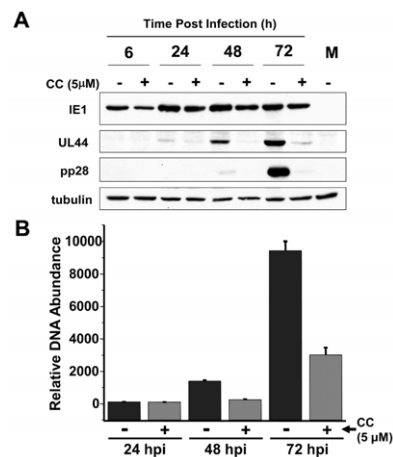 A
Time Post Infection (h)
6 24 48 72 M
CC (5μM) - + - + - + - + -
IE1
UL44
pp28
tubulin
B
Relative DNA Abundance
10000
8000
6000
4000
2000
0
- + - + - + CC (5 μM)
24 hpi 48 hpi 72 hpi